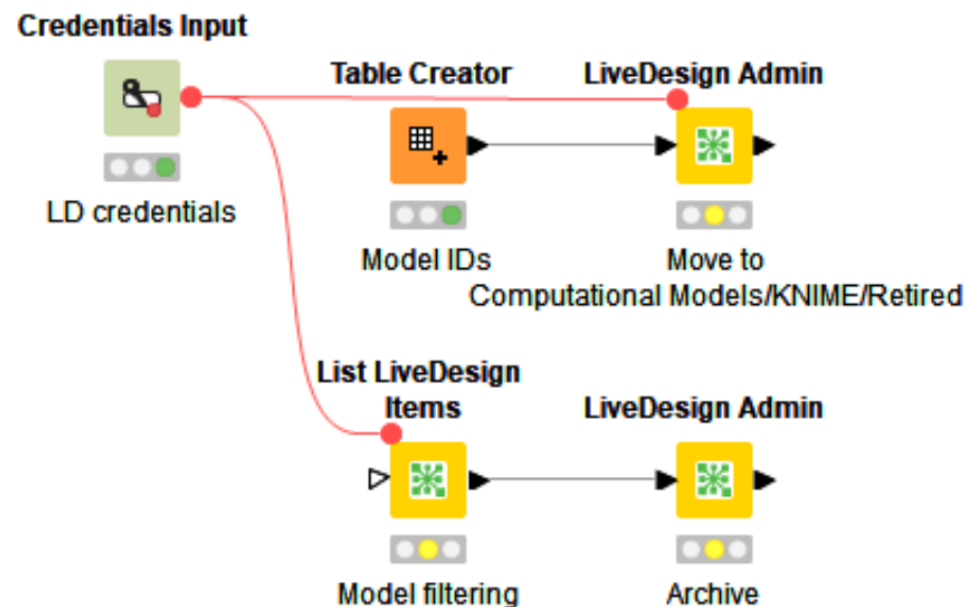 Credentials Input
LD credentials
Table Creator
Model IDs
LiveDesign Admin
Move to
Computational Models/KNIME/Retired
List LiveDesign
Items
Model filtering
LiveDesign Admin
Archive